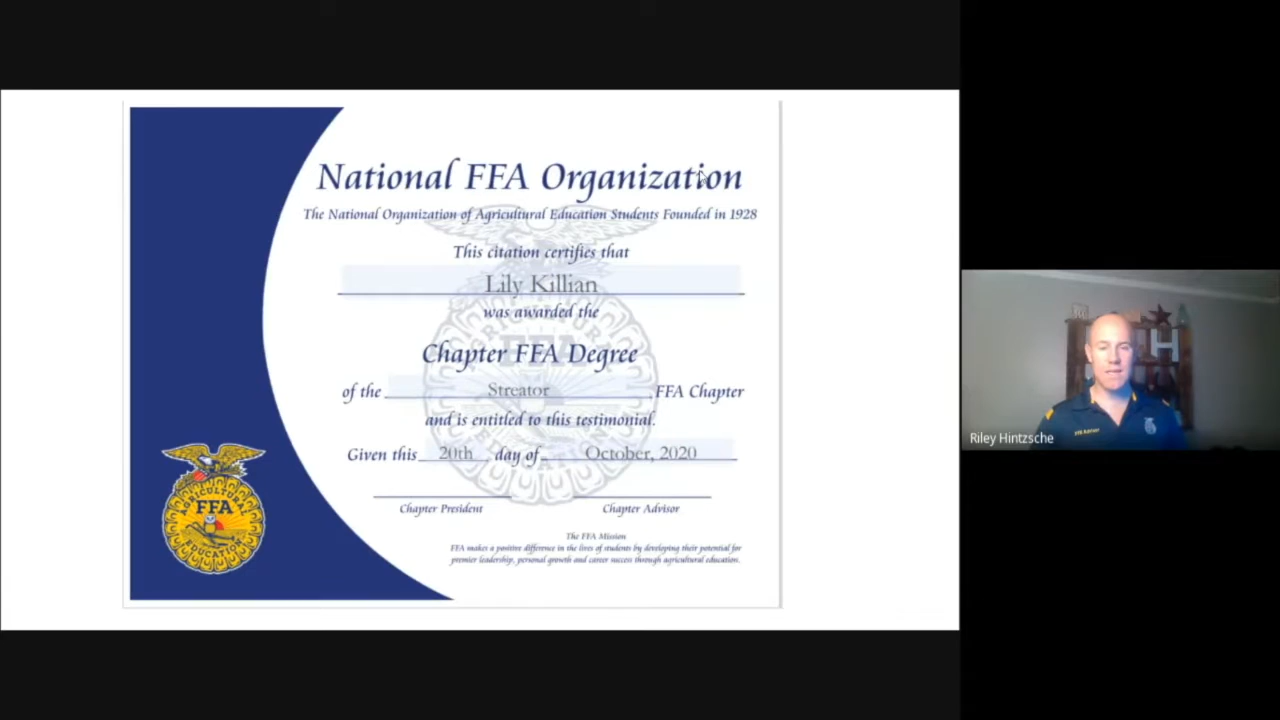 National FFA Organization
The National Organization of Agricultural Education Students Founded in 1928
This citation certifies that
Lily Killian
was awarded the
Chapter FFA Degree
of the Streator FFA Chapter
and is entitled to this testimonial.
Given this 20th day of October, 2020
Chapter President Chapter Advisor
The FFA Mission
FFA makes a positive difference in the lives of students by developing their potential for
premier leadership, personal growth and career success through agricultural education.
AGRICULTURAL
FFA
EDUCATION
Riley Hintzsche
H